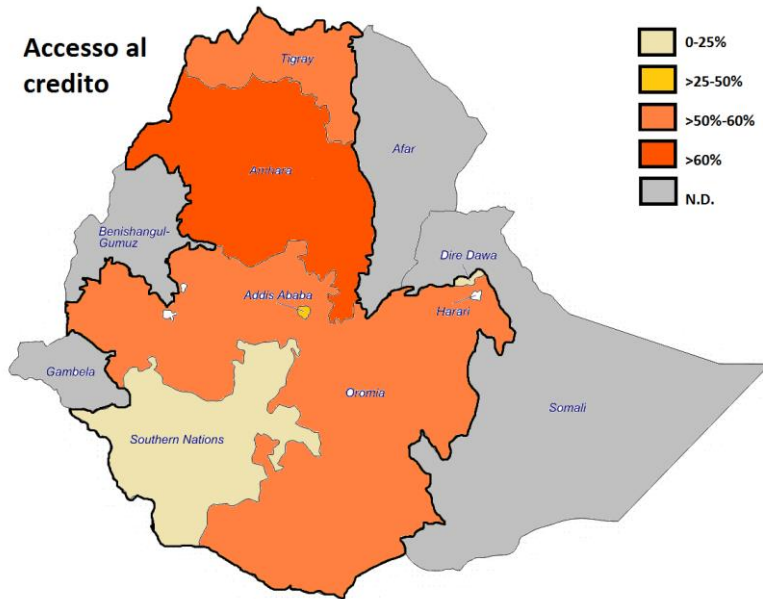 Accesso al
credito
0-25%
>25-50%
>50%-60%
>60%
N.D.
Tigray
Afar
Amhara
Benishangul-
Gumuz
Dire Dawa
Addis Ababa
Harari
Gambela
Oromia
Somali
Southern Nations